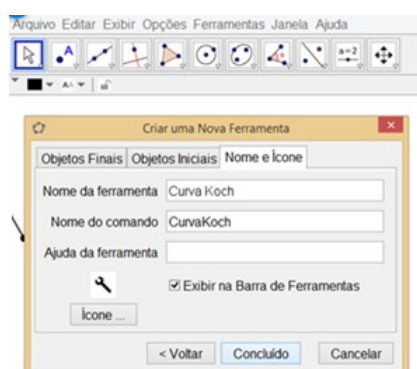 Arquivo Editar Exibir Opções Ferramentas Janela Ajuda
A
a=2
AA
Criar uma Nova Ferramenta
Objetos Finais Objetos Iniciais Nome e Ícone
Nome da ferramenta Curva Koch
Nome do comando CurvaKoch
Ajuda da ferramenta
Exibir na Barra de Ferramentas
Ícone ...
< Voltar Concluído Cancelar